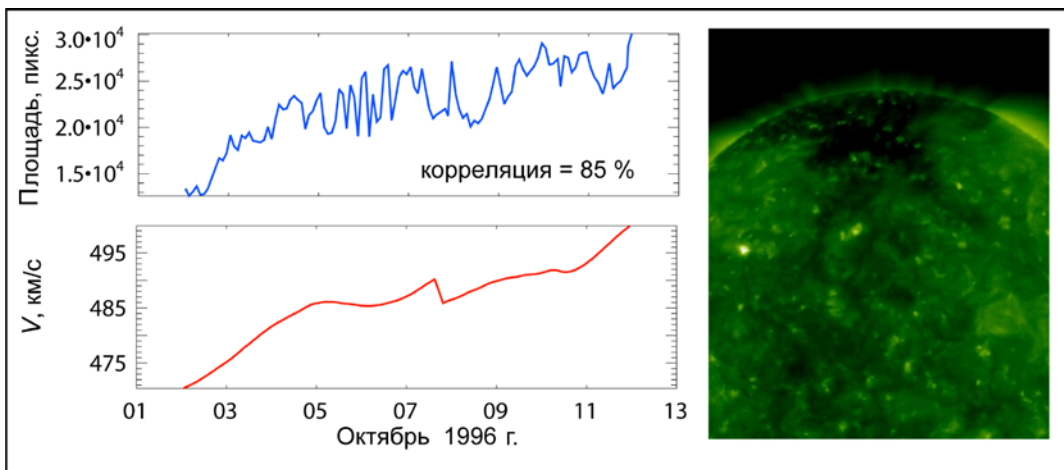 Площадь, пикс.
3.0•10⁴
2.5•10⁴
2.0•10⁴
1.5•10⁴
корреляция = 85 %
V, км/с
495
485
475
01 03 05 07 09 11 13
Октябрь 1996 г.